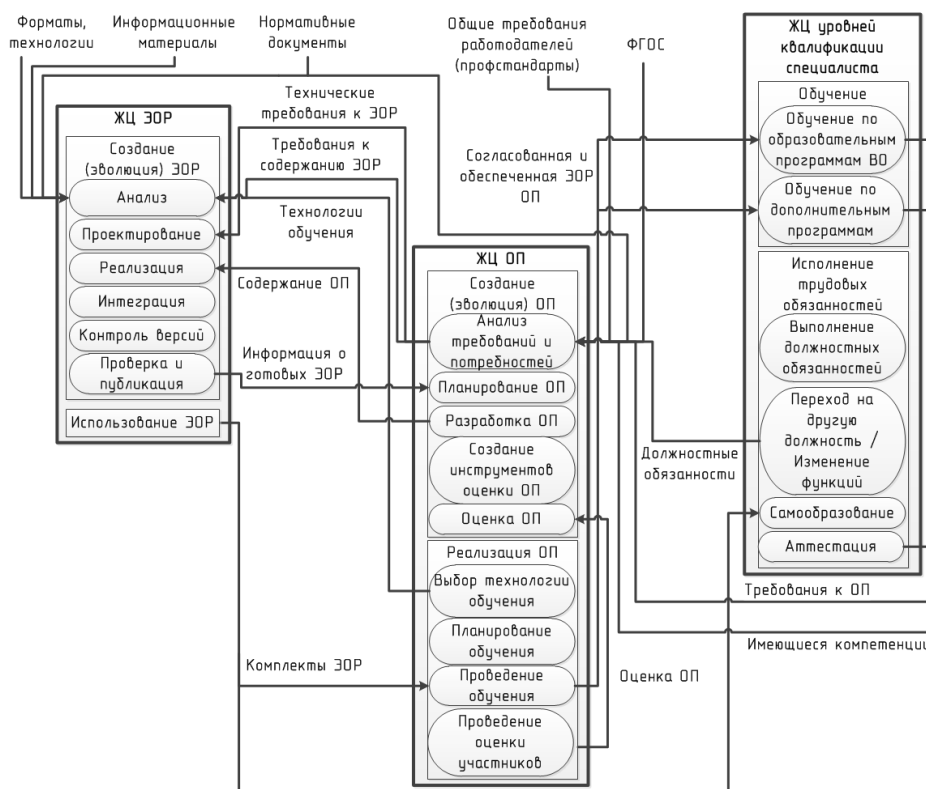 Форматы,
технологии
Информационные
материалы
Нормативные
документы
Общие требования
работодателей
(профстандарты)
ФГОС
ЖЦ уровней
квалификации
специалиста
Технические
требования к ЭОР
Требования к
содержанию ЭОР
Технологии
обучения
Согласованная и
обеспеченная ЭОР
ОП
ЖЦ ЭОР
Создание
(эволюция) ЭОР
Анализ
Проектирование
Реализация
Интеграция
Контроль версий
Проверка и
публикация
Использование ЭОР
Содержание ОП
Информация о
готовых ЭОР
Комплекты ЭОР
ЖЦ ОП
Создание
(эволюция) ОП
Анализ
требований и
потребностей
Планирование ОП
Разработка ОП
Создание
инструментов
оценки ОП
Оценка ОП
Реализация ОП
Выбор технологии
обучения
Планирование
обучения
Проведение
обучения
Проведение
оценки
участников
Оценка ОП
Должностные
обязанности
Обучение
Обучение по
образовательным
программам ВО
Обучение по
дополнительным
программам
Исполнение
трудовых
обязанностей
Выполнение
должностных
обязанностей
Переход на
другую
должность /
Изменение
функций
Самообразование
Аттестация
Требования к ОП
Имеющиеся компетенции